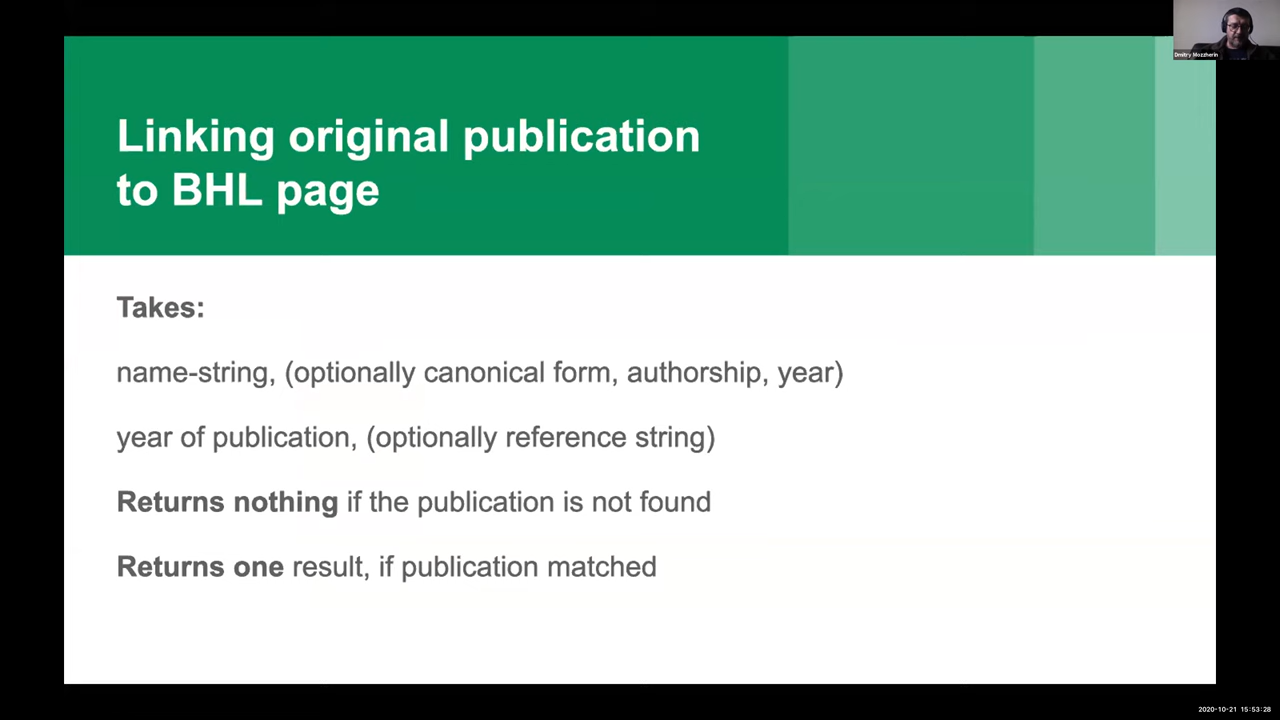 Dmitry Mozzherin
Linking original publication
to BHL page
Takes:
name-string, (optionally canonical form, authorship, year)
year of publication, (optionally reference string)
Returns nothing if the publication is not found
Returns one result, if publication matched
2020-10-21 15:53:28